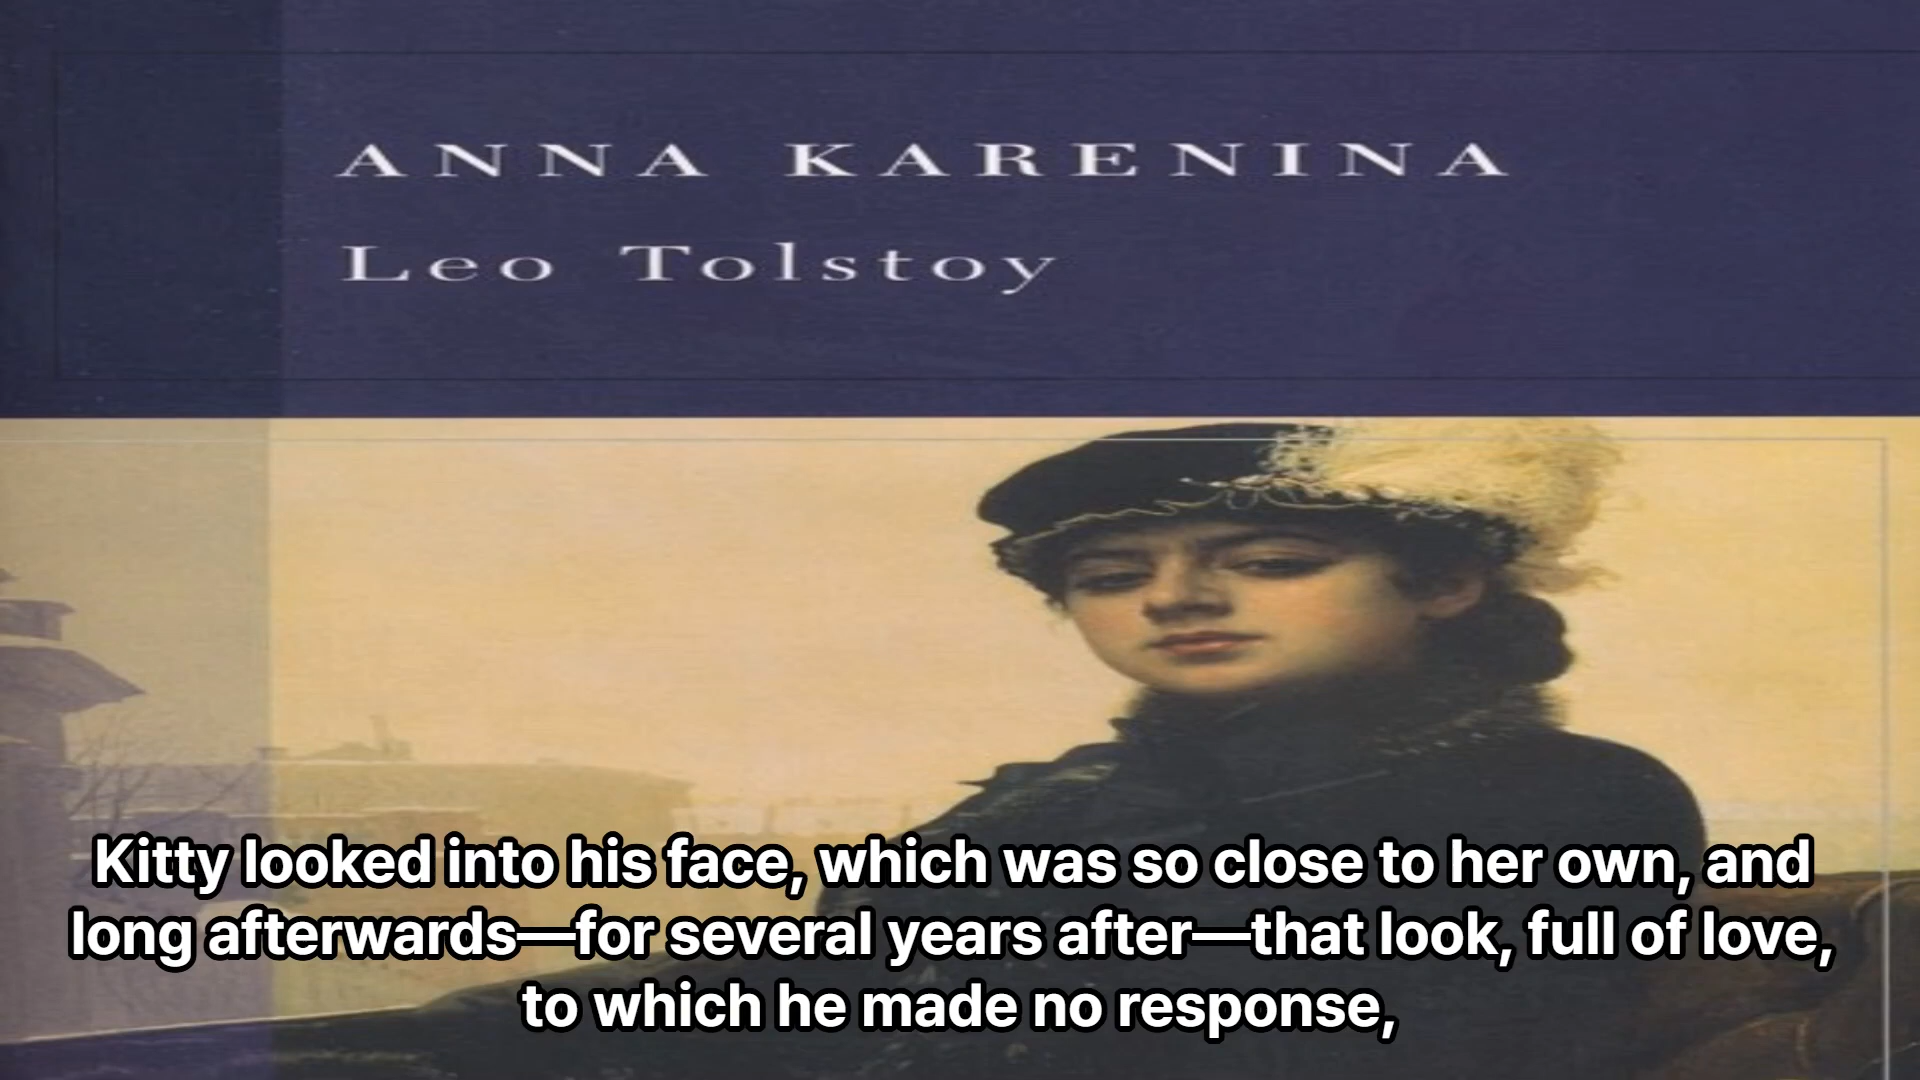 ANNA KARENINA
Leo Tolstoy
Kitty looked into his face, which was so close to her own, and
long afterwards—for several years after—that look, full of love,
to which he made no response,